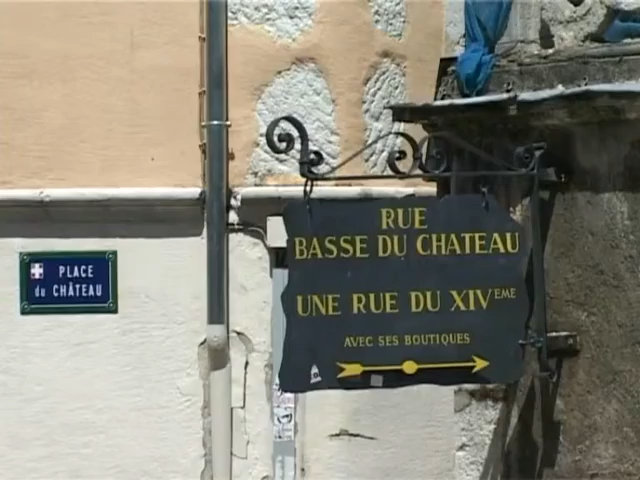 PLACE
du CHÂTEAU
RUE
BASSE DU CHATEAU
UNE RUE DU XIVEME
AVEC SES BOUTIQUES